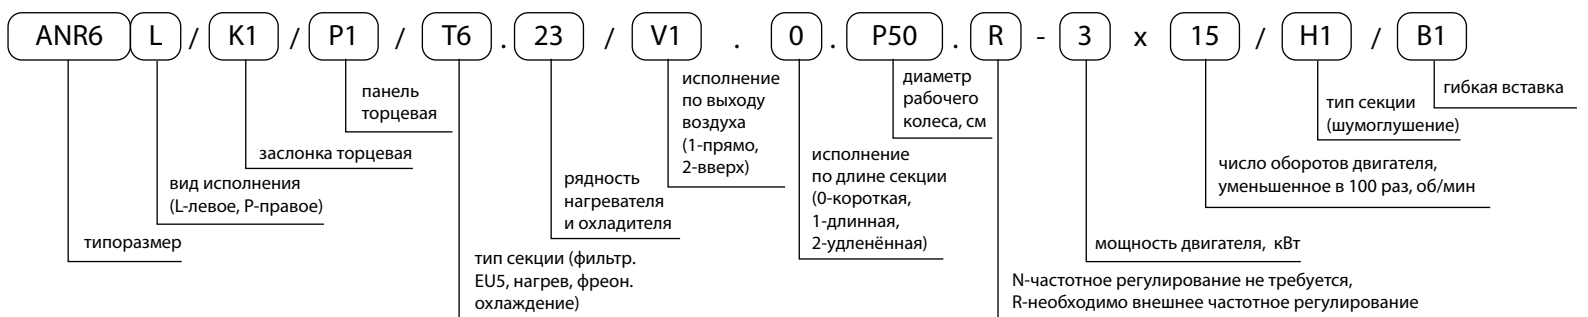 ANR6 L / K1 / P1 / T6 . 23 / V1 . 0 . P50 . R - 3 x 15 / H1 / B1
типоразмер
вид исполнения
(L-левое, Р-правое)
заслонка торцевая
панель
торцевая
тип секции (фильтр.
EU5, нагрев, фреон.
охлаждение)
рядность
нагревателя
и охладителя
исполнение
по выходу
воздуха
(1-прямо,
2-вверх)
исполнение
по длине секции
(0-короткая,
1-длинная,
2-удленённая)
диаметр
рабочего
колеса, см
N-частотное регулирование не требуется,
R-необходимо внешнее частотное регулирование
мощность двигателя, кВт
число оборотов двигателя,
уменьшенное в 100 раз, об/мин
тип секции
(шумоглушение)
гибкая вставка